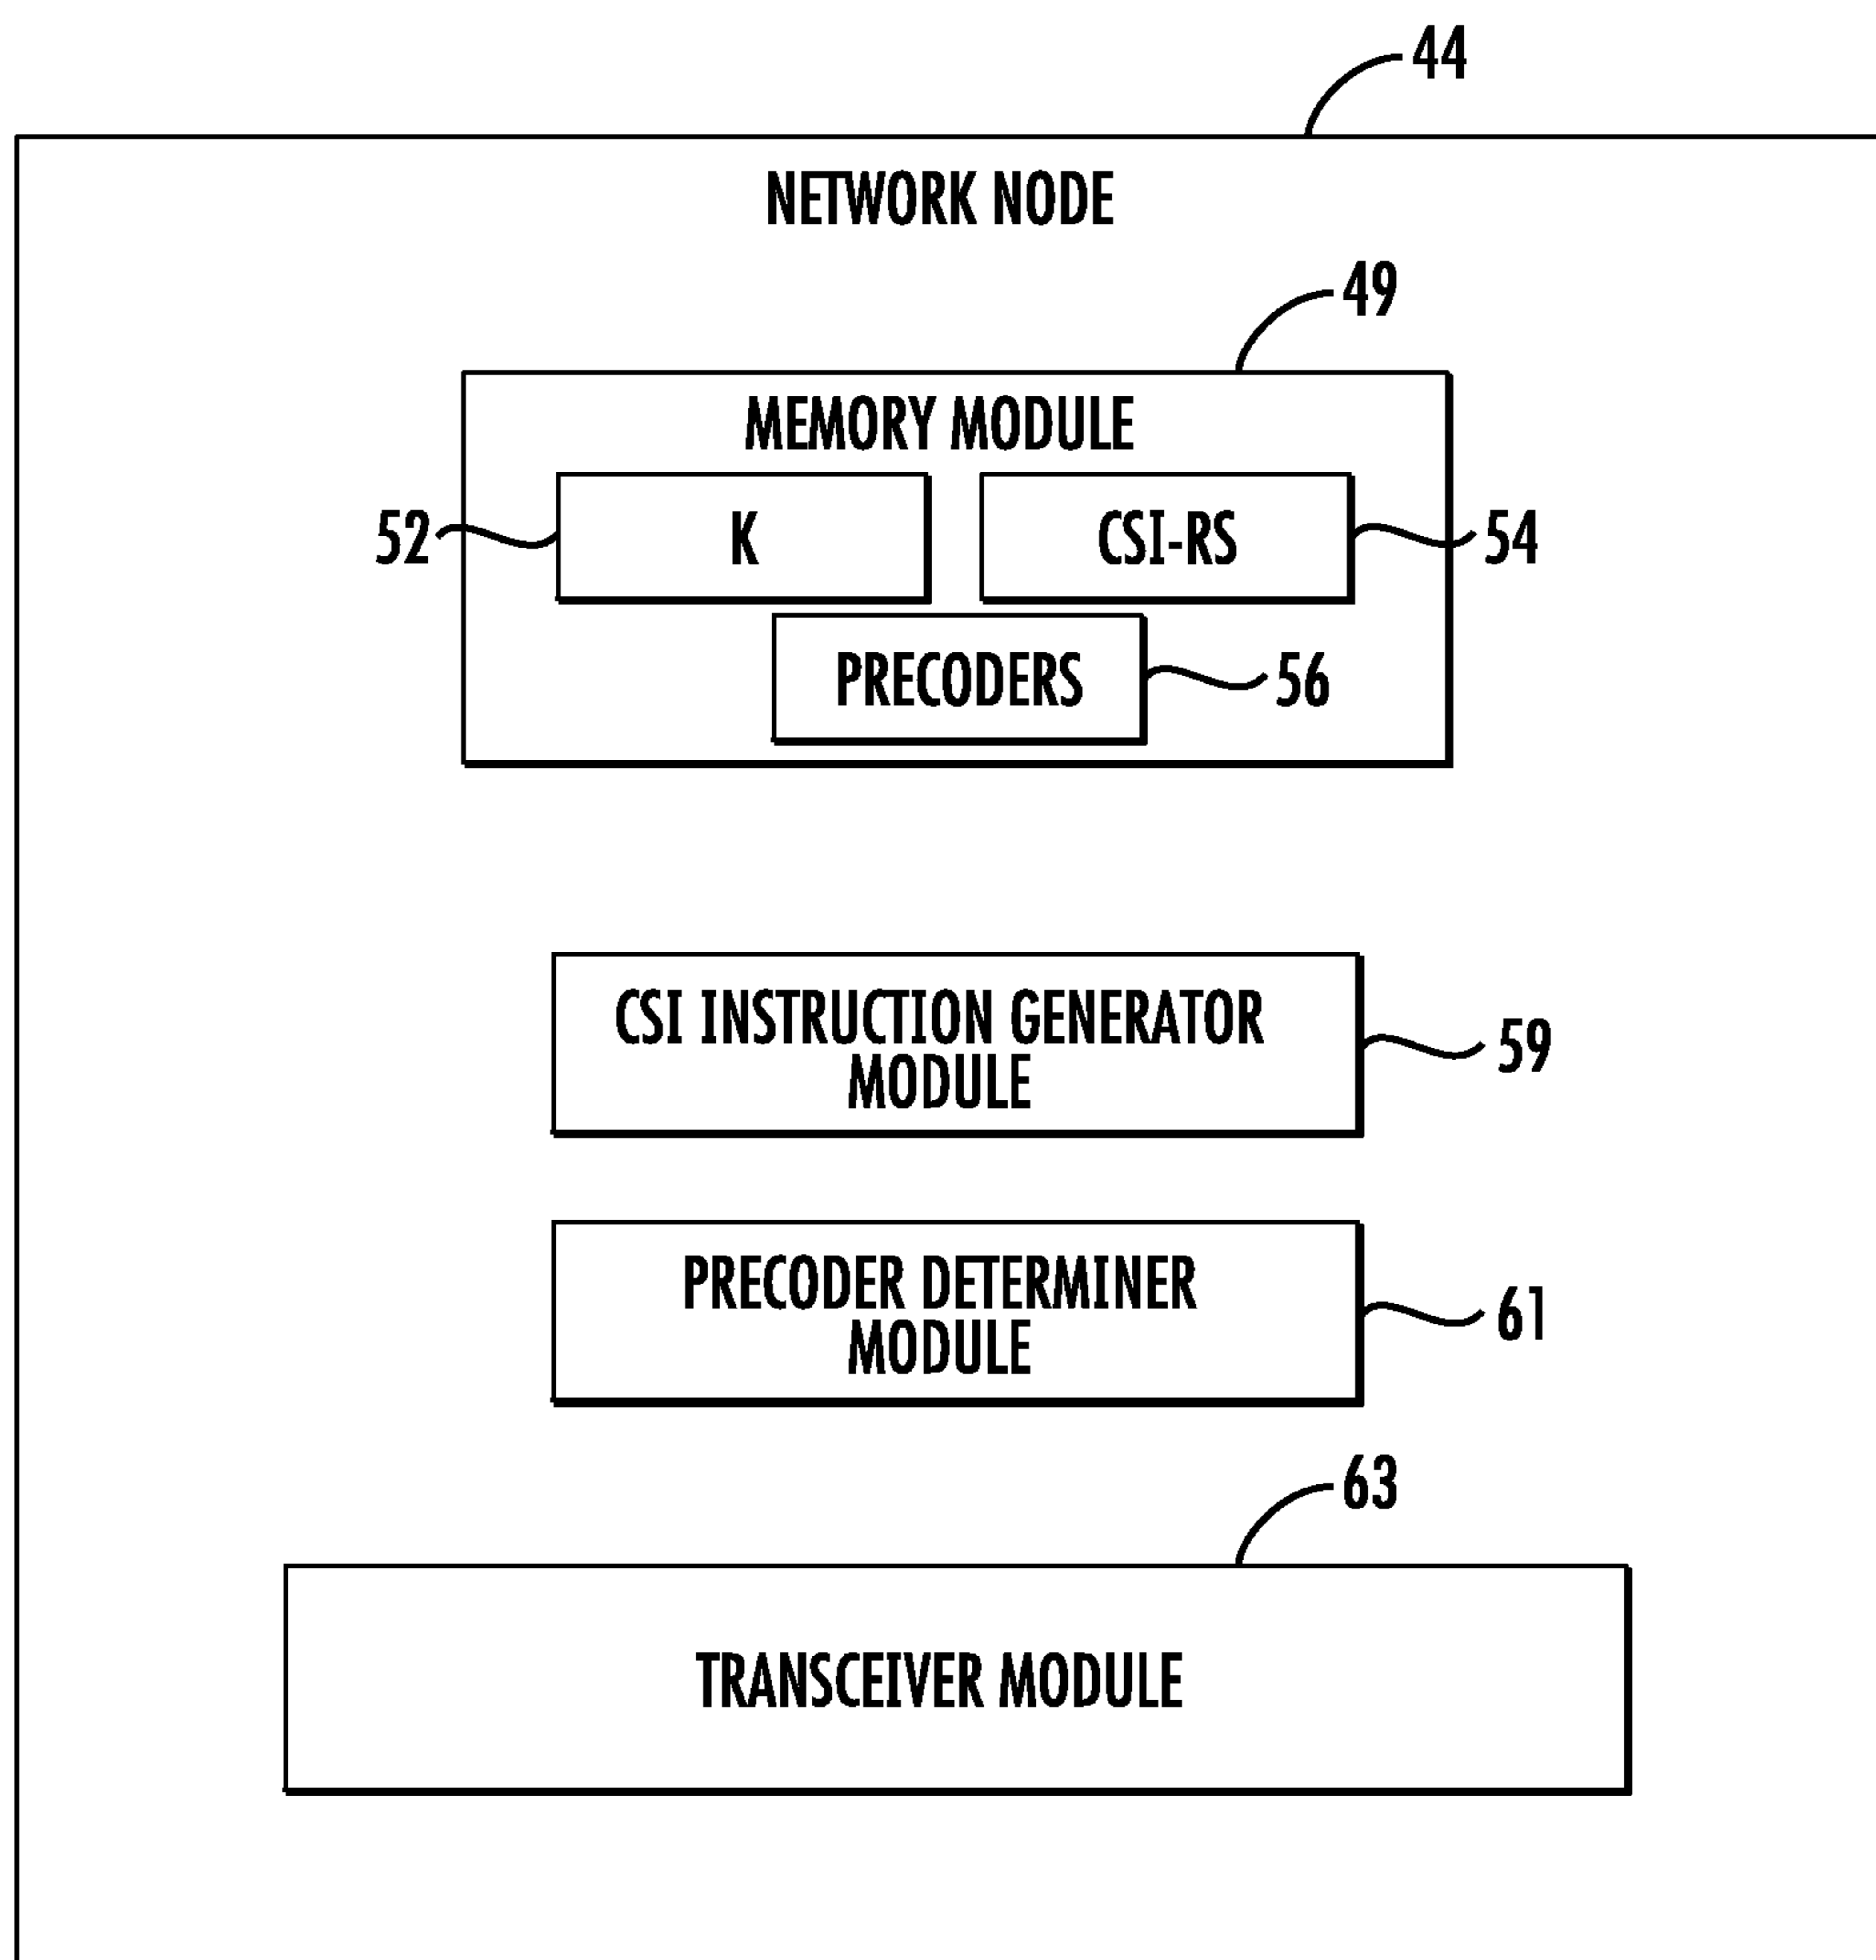 44
NETWORK NODE
49
MEMORY MODULE
52
K
CSI-RS
54
PRECODERS
56
CSI INSTRUCTION GENERATOR
MODULE
59
PRECODER DETERMINER
MODULE
61
63
TRANSCEIVER MODULE